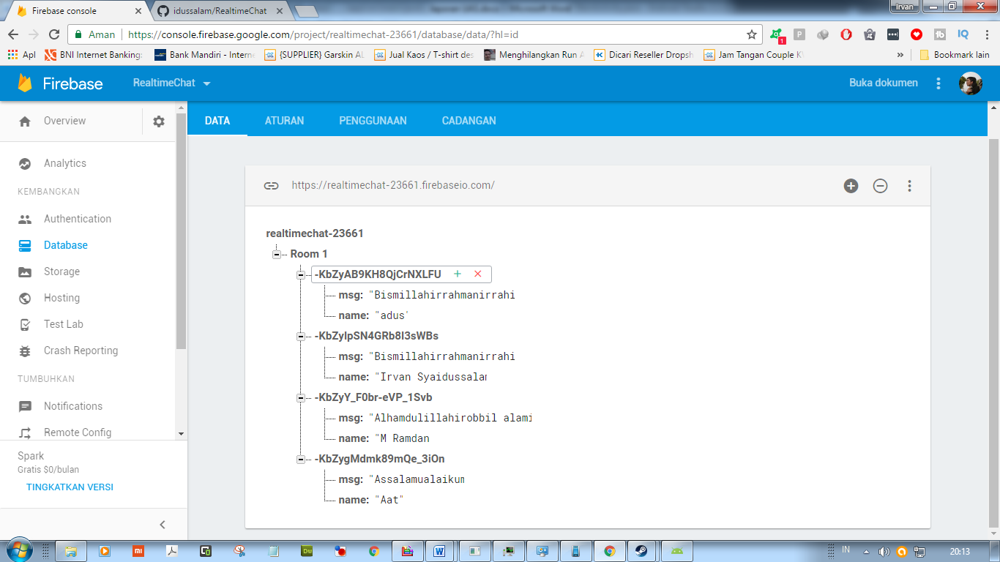 Firebase console
idussalam/RealtimeChat
Irvan
Aman
https://console.firebase.google.com/project/realtimechat-23661/database/data/?hl=id
1
Apl
BNI Internet Banking:
Bank Mandiri - Intern
{SUPPLIER} Garskin AL
Jual Kaos / T-shirt des
Menghilangkan Run A
Dicari Reseller Dropsh
Jam Tangan Couple K
»
Bookmark lain
Firebase
RealtimeChat
Buka dokumen
Overview
DATA
ATURAN
PENGGUNAAN
CADANGAN
Analytics
KEMBANGKAN
Authentication
Database
Storage
Hosting
Test Lab
Crash Reporting
TUMBUHKAN
Notifications
Remote Config
Spark
Gratis $0/bulan
TINGKATKAN VERSI
https://realtimechat-23661.firebaseio.com/
realtimechat-23661
Room 1
-KbZyAB9KH8QjCrNXLFU
msg: "Bismillahirrahmanirrahi
name: "adus"
-KbZylpSN4GRb8I3sWBs
msg: "Bismillahirrahmanirrahi
name: "Irvan Syaidussalam
-KbZyY_F0br-eVP_1Svb
msg: "Alhamdulillahirobbil alami
name: "M Ramdan
-KbZygMdmk89mQe_3iOn
msg: "Assalamualaikum
name: "Aat"
IN
20:13